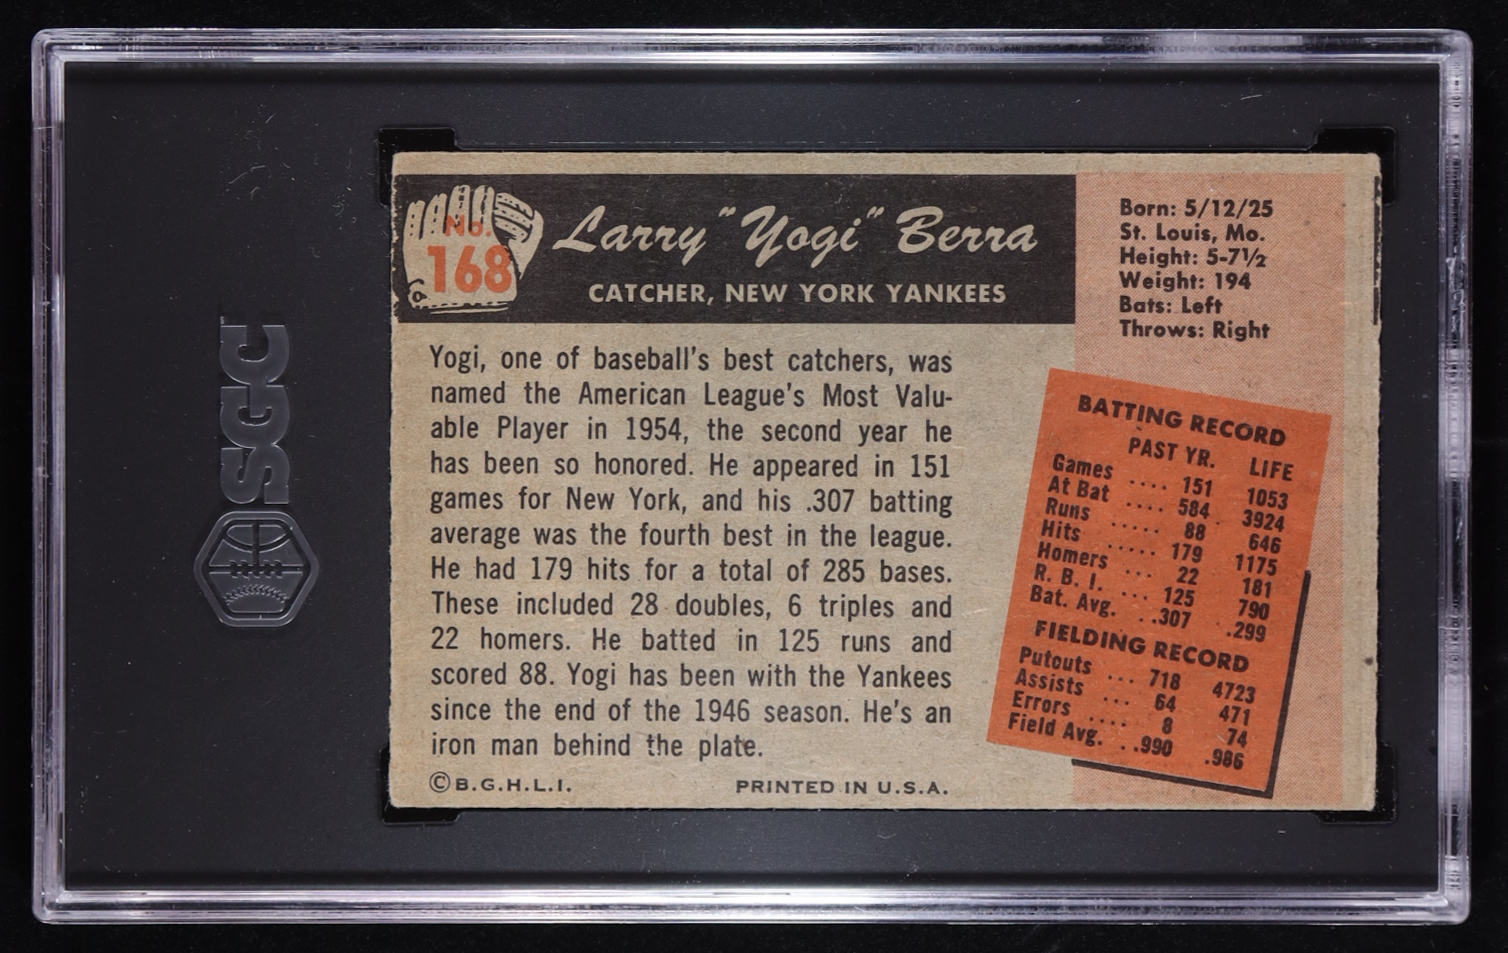 SGC
No.
168
Larry "Yogi" Berra
CATCHER, NEW YORK YANKEES
Born: 5/12/25
St. Louis, Mo.
Height: 5-7½
Weight: 194
Bats: Left
Throws: Right
Yogi, one of baseball's best catchers, was
named the American League's Most Valu-
able Player in 1954, the second year he
has been so honored. He appeared in 151
games for New York, and his .307 batting
average was the fourth best in the league.
He had 179 hits for a total of 285 bases.
These included 28 doubles, 6 triples and
22 homers. He batted in 125 runs and
scored 88. Yogi has been with the Yankees
since the end of the 1946 season. He's an
iron man behind the plate.
© B.G.H.L.I. PRINTED IN U.S.A.
BATTING RECORD
PAST YR. LIFE
Games .... 151 1053
At Bat .... 584 3924
Runs ..... 88 646
Hits ..... 179 1175
Homers ... 22 181
R. B. I. ... 125 790
Bat. Avg. ..307 .299
FIELDING RECORD
Putouts ... 718 4723
Assists ... 64 471
Errors .... 8 74
Field Avg. ..990 .986